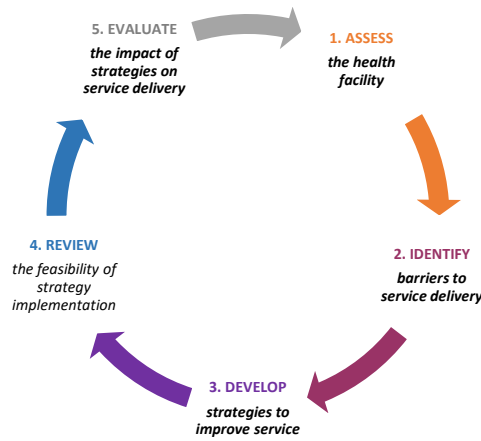 1. ASSESS
the health
facility
2. IDENTIFY
barriers to
service delivery
3. DEVELOP
strategies to
improve service
4. REVIEW
the feasibility of
strategy
implementation
5. EVALUATE
the impact of
strategies on
service delivery